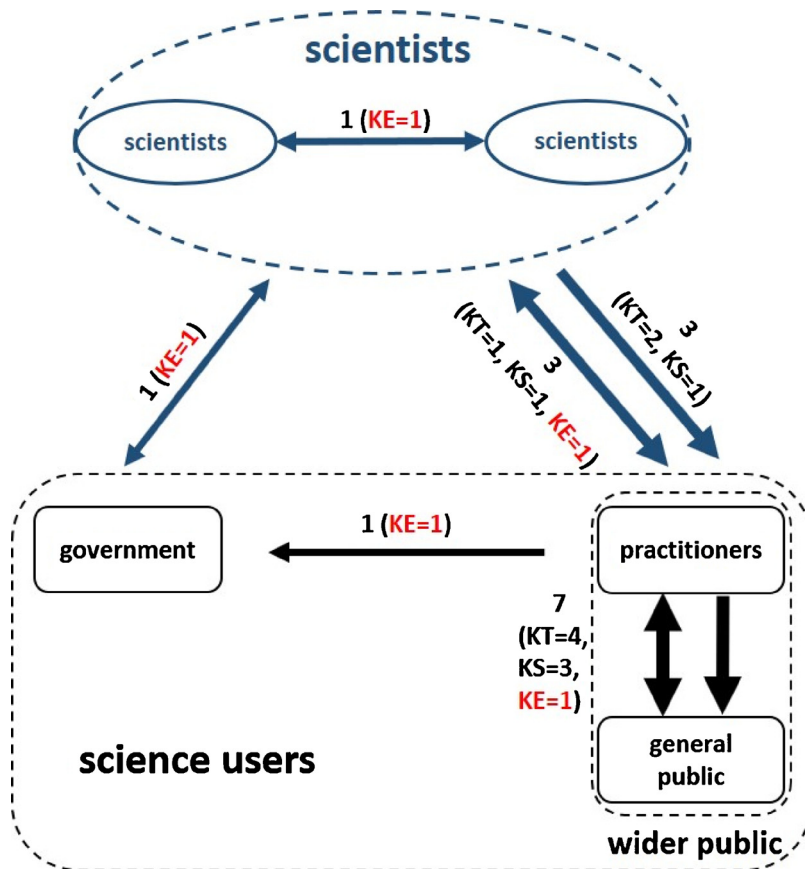 scientists
1 (KE=1)
scientists
scientists
1 (KE=1)
3
(KT=1, KS=1, KE=1)
3
(KT=2, KS=1)
government
1 (KE=1)
practitioners
7
(KT=4,
KS=3,
KE=1)
general
public
science users
wider public